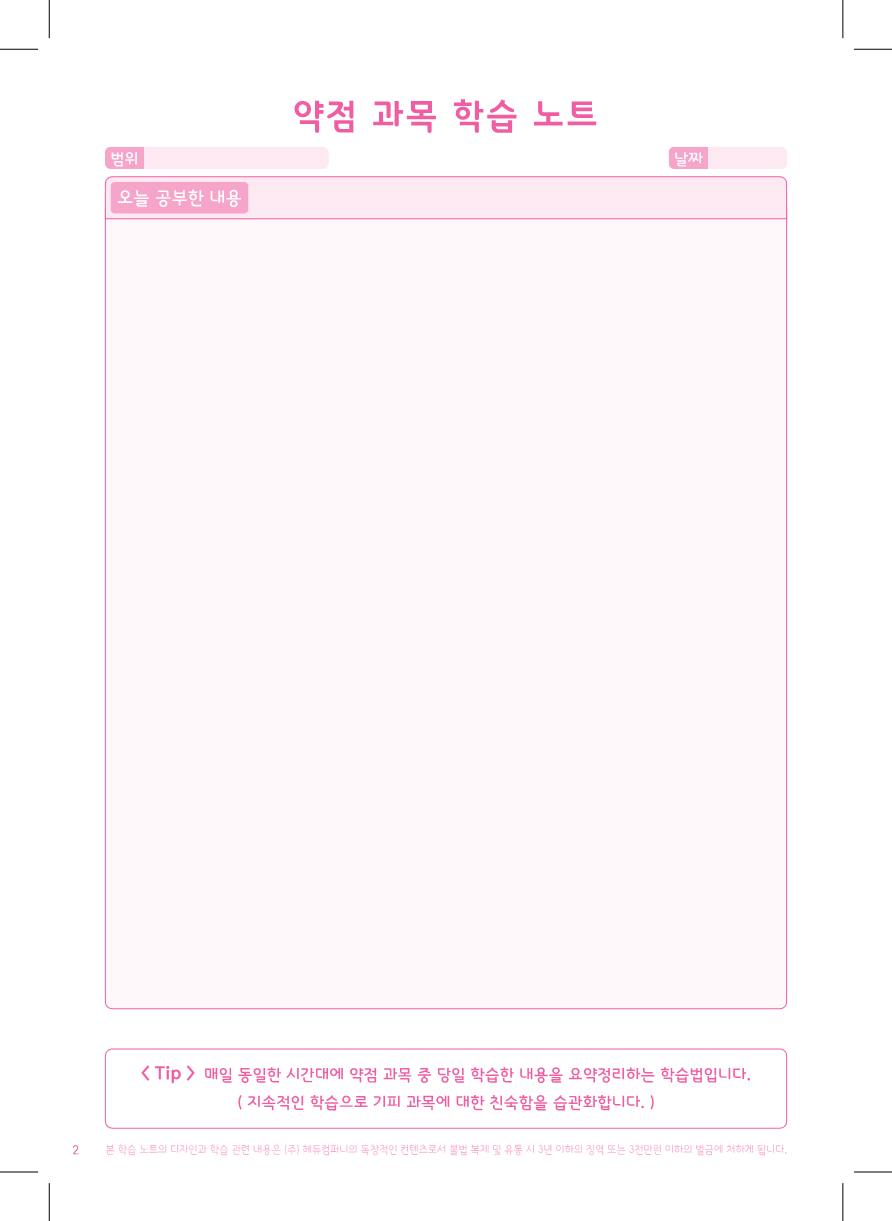 약점 과목 학습 노트
범위
날짜
오늘 공부한 내용
< Tip > 매일 동일한 시간대에 약점 과목 중 당일 학습한 내용을 요약정리하는 학습법입니다.
( 지속적인 학습으로 기피 과목에 대한 친숙함을 습관화합니다. )
2 본 학습 노트의 디자인과 학습 관련 내용은 (주) 헤듀컴퍼니의 독창적인 컨텐츠로서 불법 복제 및 유통 시 3년 이하의 징역 또는 3천만원 이하의 벌금에 처하게 됩니다.